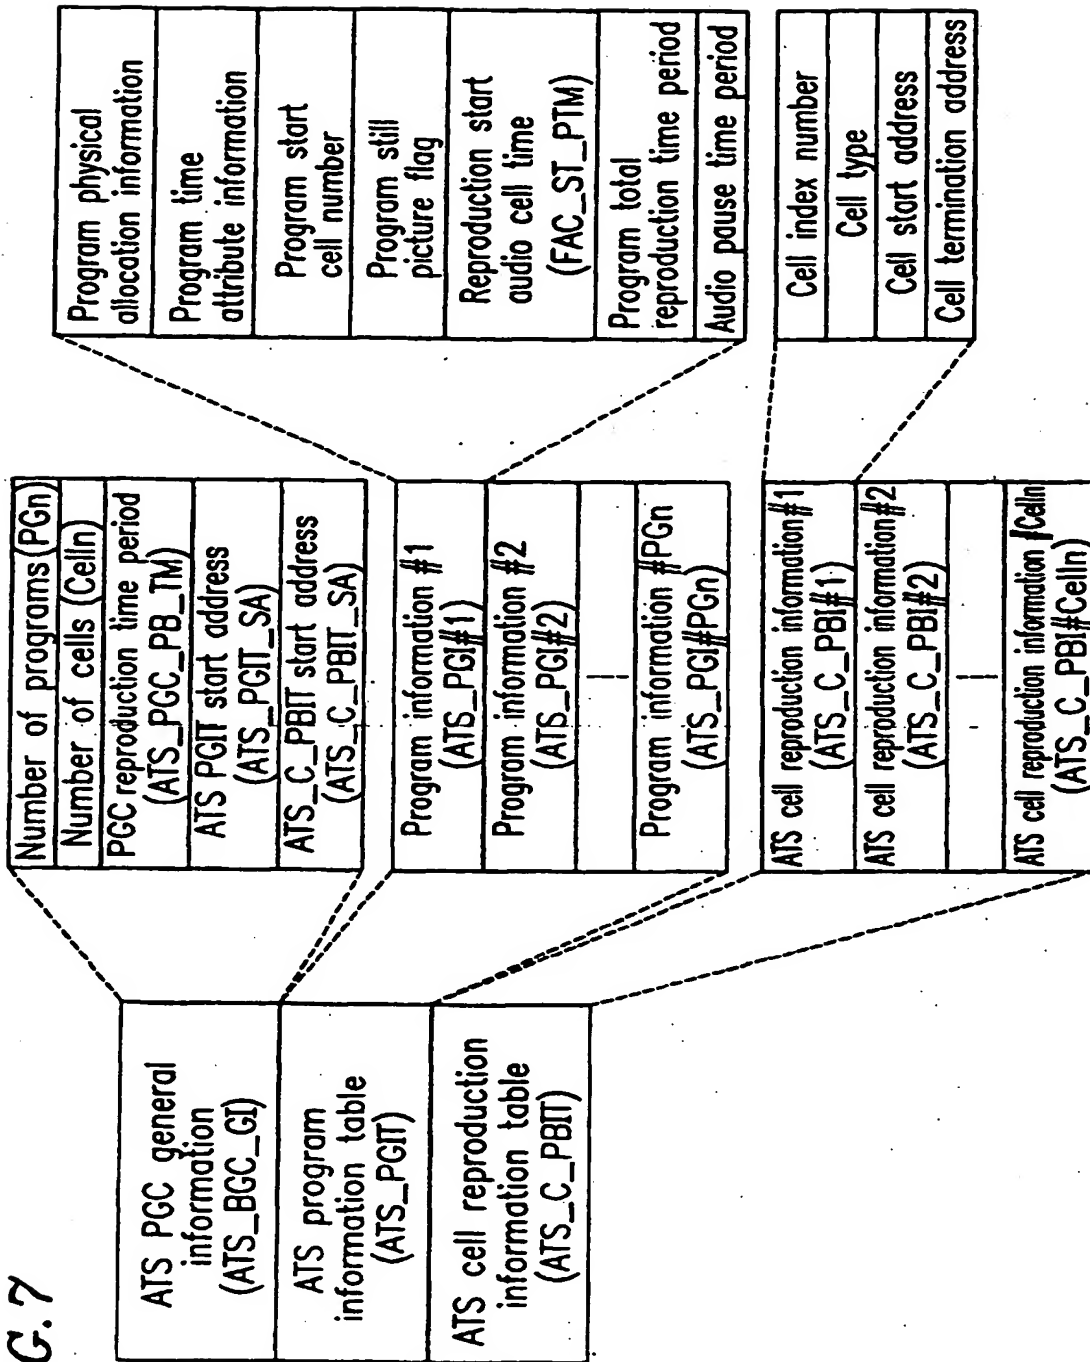 G. 7
ATS PGC general
information
(ATS_BGC_GI)
ATS program
information table
(ATS_PGIT)
ATS cell reproduction
information table
(ATS_C_PBIT)
Number of programs(PGn)
Number of cells (Celln)
PGC reproduction time period
(ATS_PGC_PB_TM)
ATS PGIT start address
(ATS_PGIT_SA)
ATS_C_PBIT start address
(ATS_C_PBIT_SA)
Program information #1
(ATS_PGI#1)
Program information #2
(ATS_PGI#2)
Program information #PGn
(ATS_PGI#PGn)
ATS cell reproduction information#1
(ATS_C_PBI#1)
ATS cell reproduction information#2
(ATS_C_PBI#2)
ATS cell reproduction information #Celln
(ATS_C_PBI#Celln)
Program physical
allocation information
Program time
attribute information
Program start
cell number
Program still
picture flag
Reproduction start
audio cell time
(FAC_ST_PTM)
Program total
reproduction time period
Audio pause time period
Cell index number
Cell type
Cell start address
Cell termination address